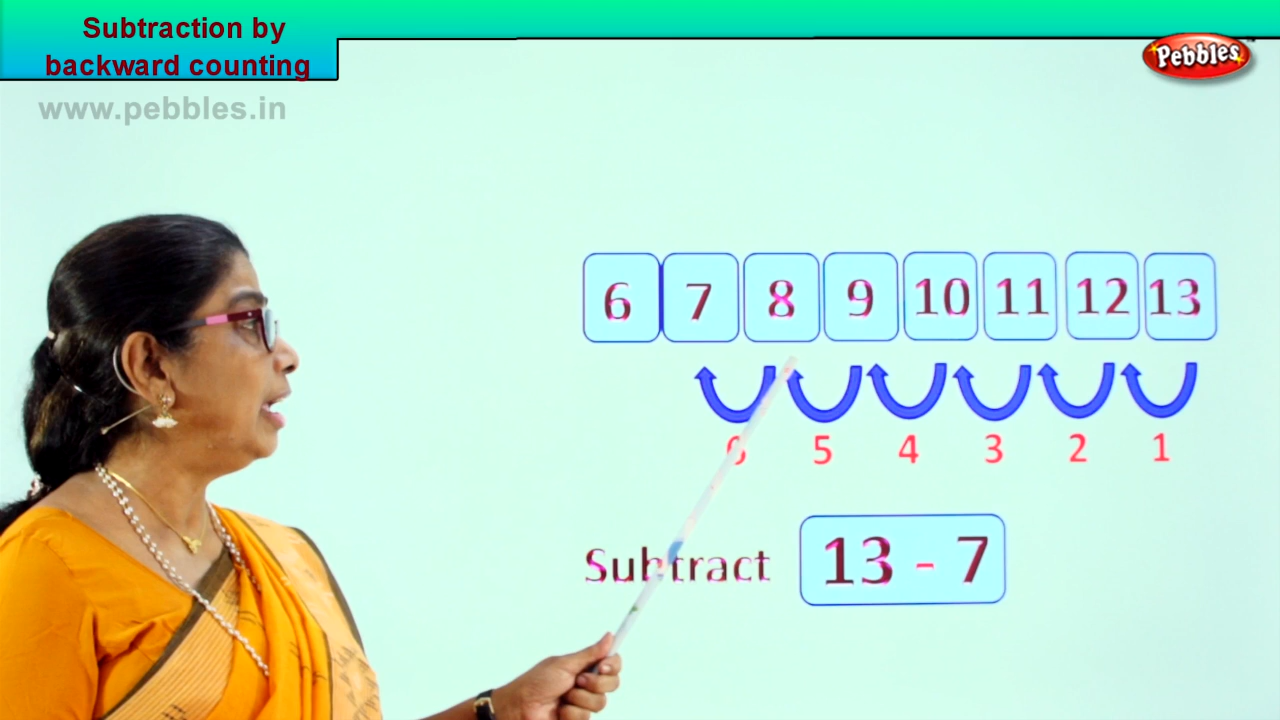 Subtraction by
backward counting
Pebbles
www.pebbles.in
6 7 8 9 10 11 12 13
6 5 4 3 2 1
Subtract 13 - 7